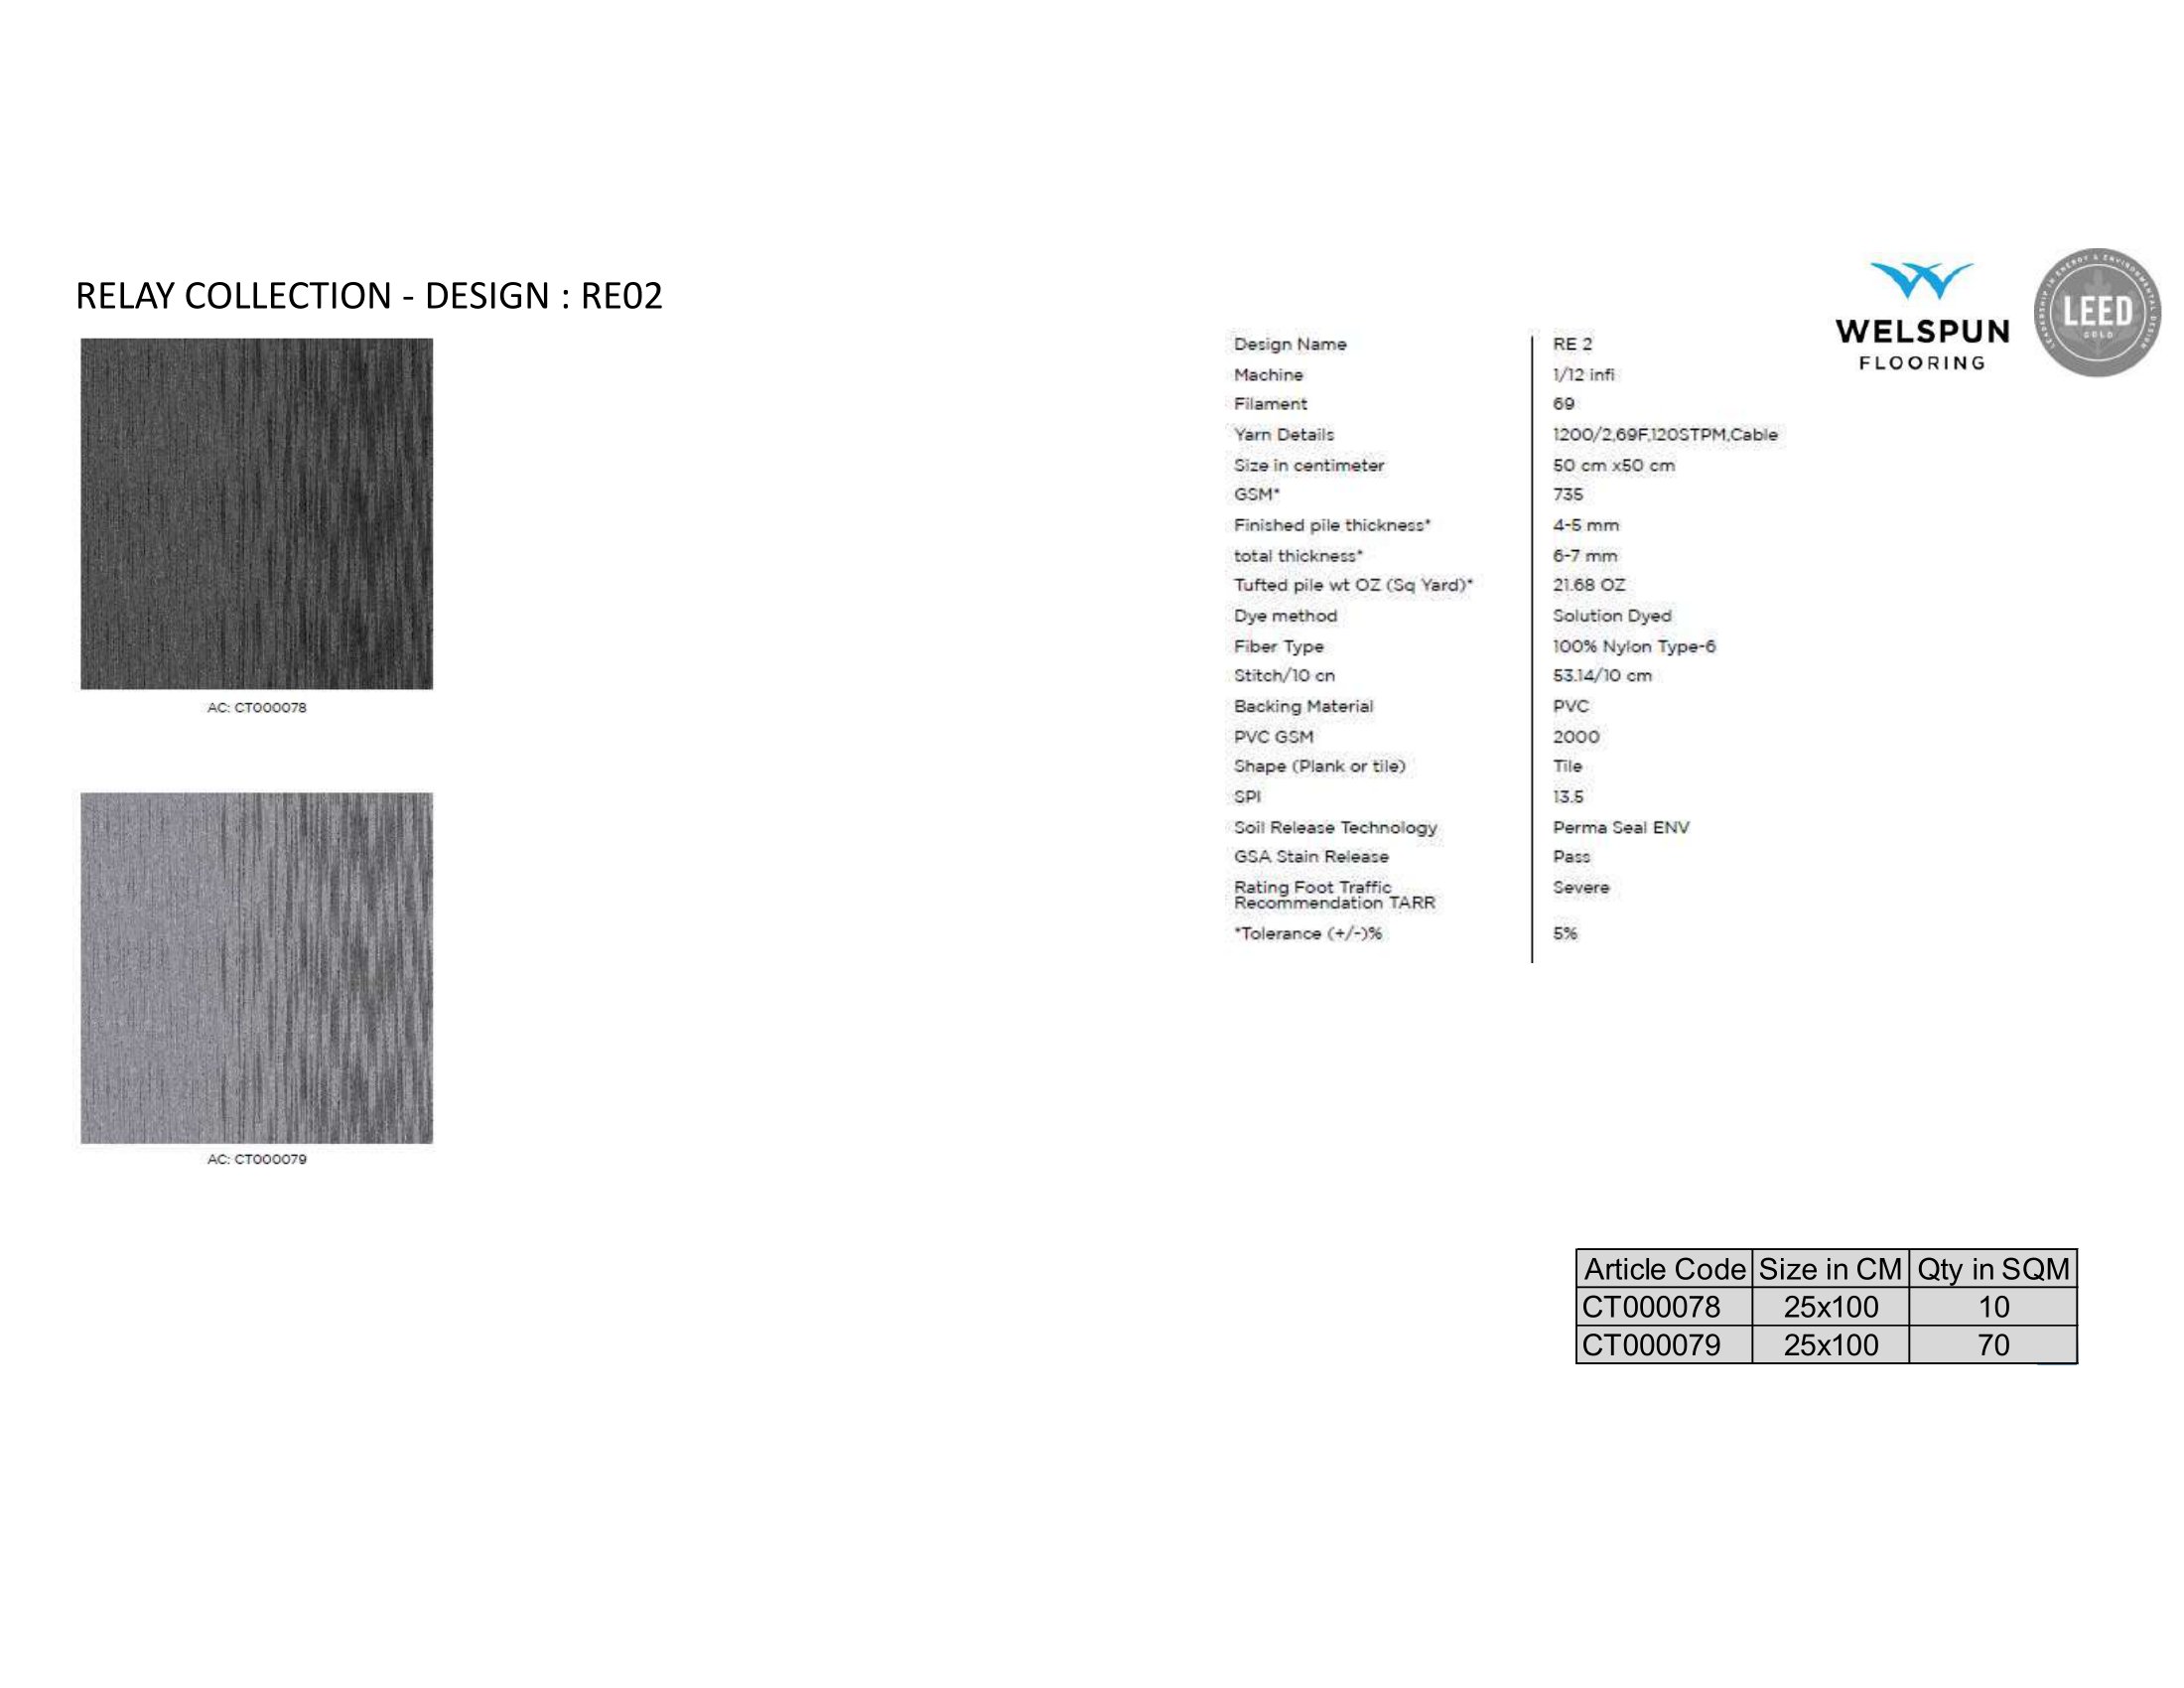 RELAY COLLECTION - DESIGN : RE02
AC: CT000078
AC: CT000079
WELSPUN
FLOORING
LEADERSHIP IN ENERGY & ENVIRONMENTAL DESIGN
LEED
GOLD
Design Name RE 2
Machine 1/12 infi
Filament 69
Yarn Details 1200/2,69F,120STPM,Cable
Size in centimeter 50 cm x50 cm
GSM* 735
Finished pile thickness* 4-5 mm
total thickness* 6-7 mm
Tufted pile wt OZ (Sq Yard)* 21.68 OZ
Dye method Solution Dyed
Fiber Type 100% Nylon Type-6
Stitch/10 cn 53.14/10 cm
Backing Material PVC
PVC GSM 2000
Shape (Plank or tile) Tile
SPI 13.5
Soil Release Technology Perma Seal ENV
GSA Stain Release Pass
Rating Foot Traffic Severe
Recommendation TARR
*Tolerance (+/-)% 5%
Article Code Size in CM Qty in SQM
CT000078 25x100 10
CT000079 25x100 70